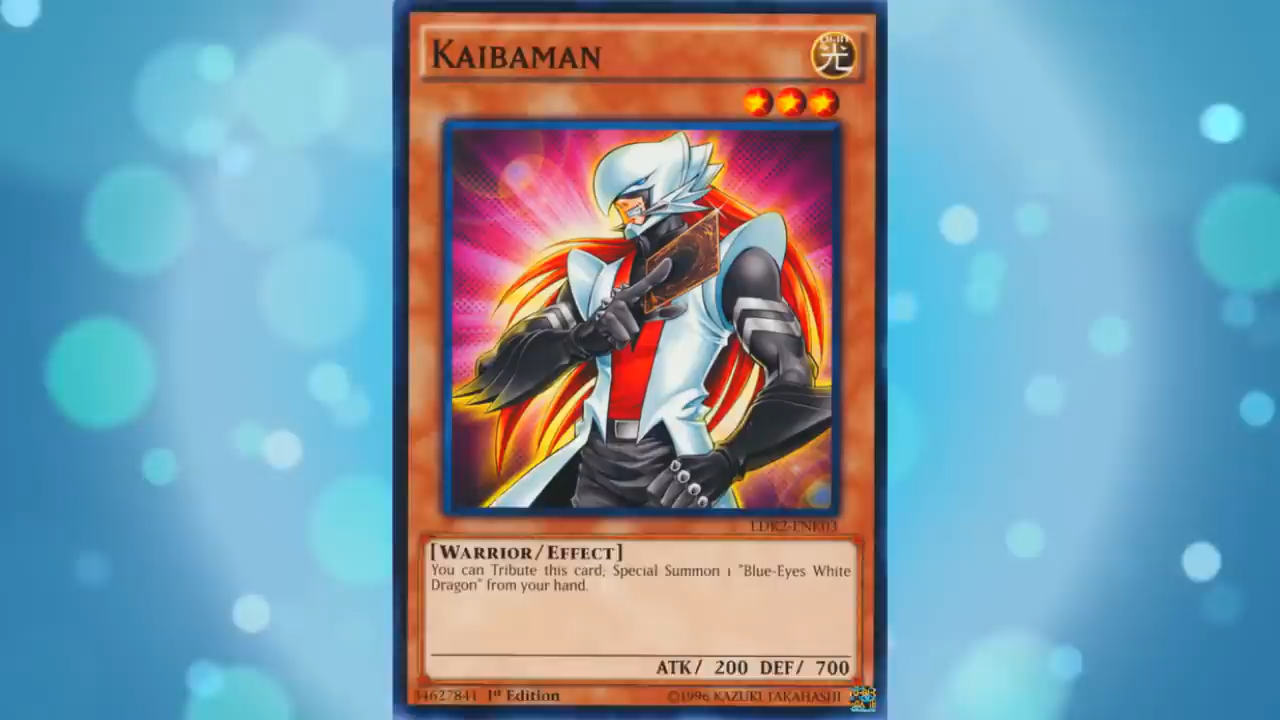 KAIBAMAN
LIGHT
光
LDK2-ENK03
[WARRIOR/EFFECT]
You can Tribute this card; Special Summon 1 "Blue-Eyes White
Dragon" from your hand.
ATK/ 200 DEF/ 700
34627841 1st Edition
©1996 KAZUKI TAKAHASHI